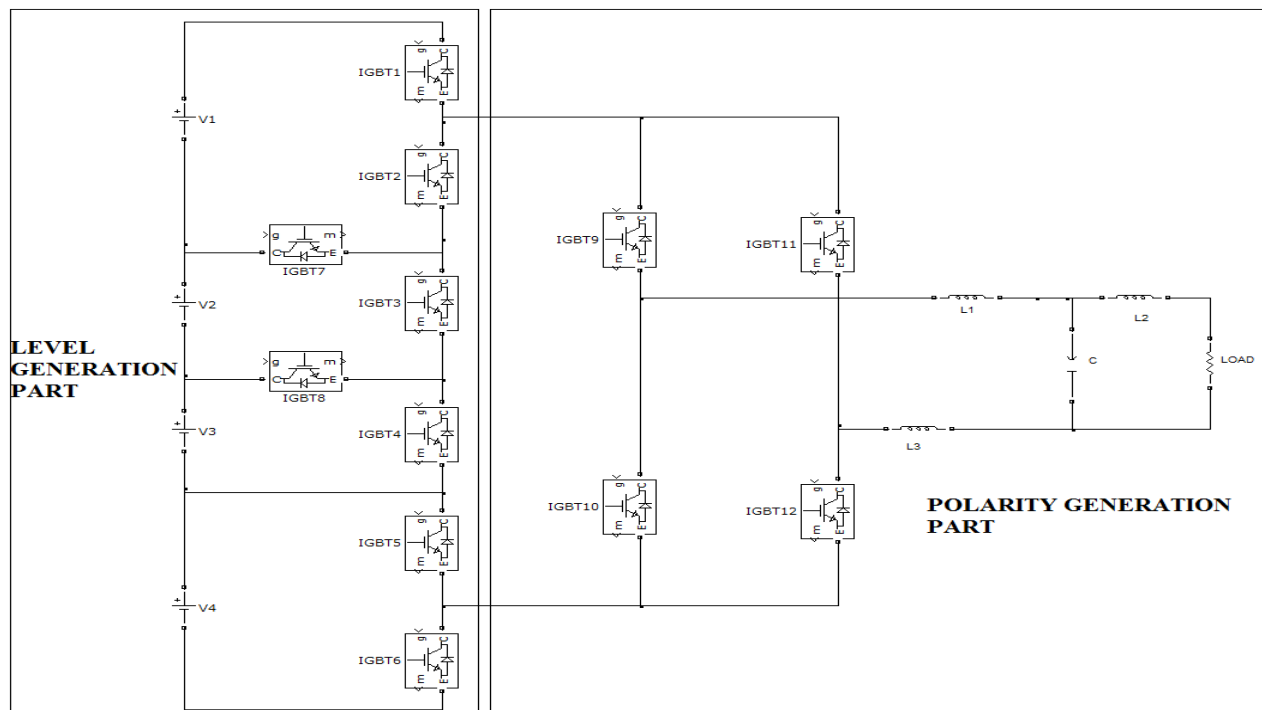 g C
IGBT1
m E
+
V1
g C
IGBT2
m E
g m
C E
IGBT7
g C
IGBT9
m E
g C
IGBT11
m E
+
V2
g C
IGBT3
m E
L1
L2
LEVEL
GENERATION
PART
g m
C E
IGBT8
C
LOAD
+
V3
g C
IGBT4
m E
L3
g C
IGBT10
m E
g C
IGBT12
m E
POLARITY GENERATION
PART
g C
IGBT5
m E
+
V4
g C
IGBT6
m E